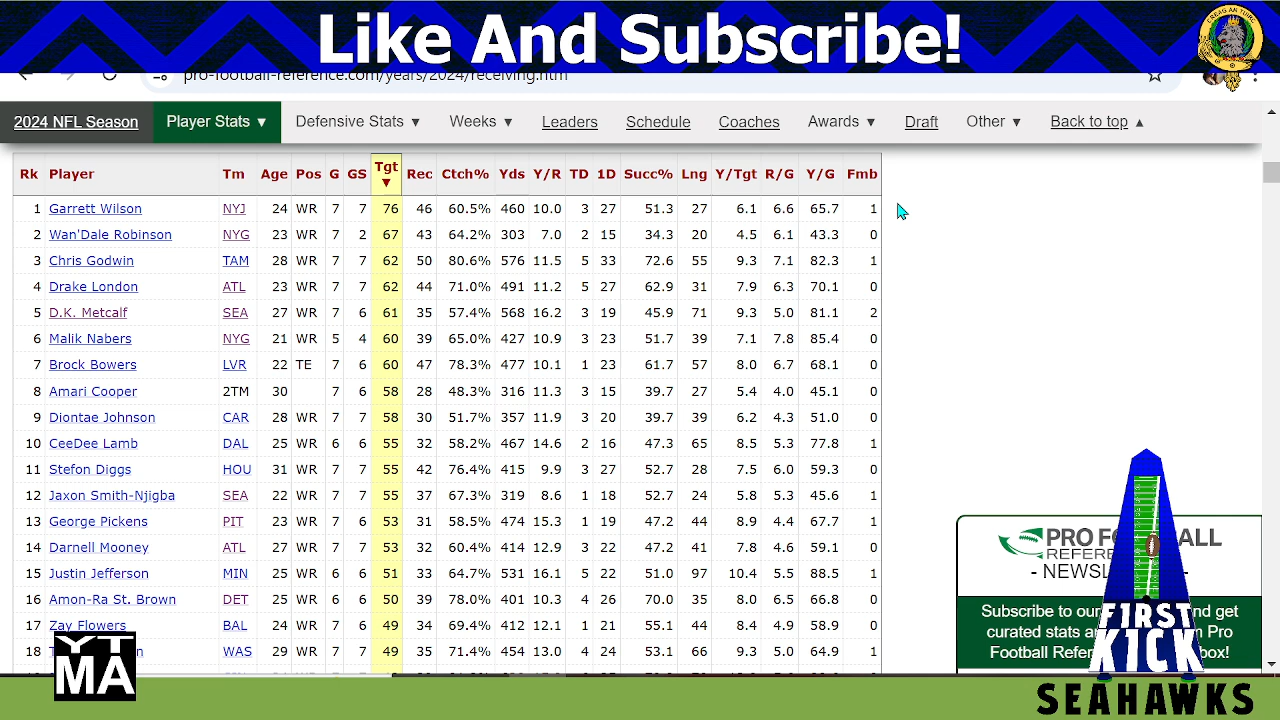 Like And Subscribe!
pro-football-reference.com/years/2024/receiving.htm
2024 NFL Season Player Stats ▼ Defensive Stats ▼ Weeks ▼ Leaders Schedule Coaches Awards ▼ Draft Other ▼ Back to top ▲
Rk Player Tm Age Pos G GS Tgt ▼ Rec Ctch% Yds Y/R TD 1D Succ% Lng Y/Tgt R/G Y/G Fmb
1 Garrett Wilson NYJ 24 WR 7 7 76 46 60.5% 460 10.0 3 27 51.3 27 6.1 6.6 65.7 1
2 Wan'Dale Robinson NYG 23 WR 7 2 67 43 64.2% 303 7.0 2 15 34.3 20 4.5 6.1 43.3 0
3 Chris Godwin TAM 28 WR 7 7 62 50 80.6% 576 11.5 5 33 72.6 55 9.3 7.1 82.3 1
4 Drake London ATL 23 WR 7 7 62 44 71.0% 491 11.2 5 27 62.9 31 7.9 6.3 70.1 0
5 D.K. Metcalf SEA 27 WR 7 6 61 35 57.4% 568 16.2 3 19 45.9 71 9.3 5.0 81.1 2
6 Malik Nabers NYG 21 WR 5 4 60 39 65.0% 427 10.9 3 23 51.7 39 7.1 7.8 85.4 0
7 Brock Bowers LVR 22 TE 7 6 60 47 78.3% 477 10.1 1 23 61.7 57 8.0 6.7 68.1 0
8 Amari Cooper 2TM 30 7 6 58 28 48.3% 316 11.3 3 15 39.7 27 5.4 4.0 45.1 0
9 Diontae Johnson CAR 28 WR 7 7 58 30 51.7% 357 11.9 3 20 39.7 39 6.2 4.3 51.0 0
10 CeeDee Lamb DAL 25 WR 6 6 55 32 58.2% 467 14.6 2 16 47.3 65 8.5 5.3 77.8 1
11 Stefon Diggs HOU 31 WR 7 7 55 42 76.4% 415 9.9 3 27 52.7 28 7.5 6.0 59.3 0
12 Jaxon Smith-Njigba SEA 22 WR 7 7 55 37 67.3% 319 8.6 1 18 52.7 29 5.8 5.3 45.6 1
13 George Pickens PIT 23 WR 7 6 53 31 58.5% 474 15.3 1 19 47.2 44 8.9 4.4 67.7 1
14 Darnell Mooney ATL 27 WR 7 7 53 32 60.4% 414 12.9 3 22 47.2 41 7.8 4.6 59.1 0
15 Justin Jefferson MIN 25 WR 6 6 51 33 64.7% 531 16.1 5 22 51.0 97 10.4 5.5 88.5 1
16 Amon-Ra St. Brown DET 25 WR 6 6 50 39 78.0% 401 10.3 4 26 70.0 35 8.0 6.5 66.8 0
17 Zay Flowers BAL 24 WR 7 7 49 34 69.4% 412 12.1 1 21 55.1 44 8.4 4.9 58.9 0
18 WAS 29 WR 7 7 49 35 71.4% 454 13.0 4 24 53.1 66 9.3 5.0 64.9 1
PRO
REFERE
- NEWSL
Subscribe to our nd get
curated stats Pro
Football
YT
MA
FIRST
KICK
SEAHAWKS